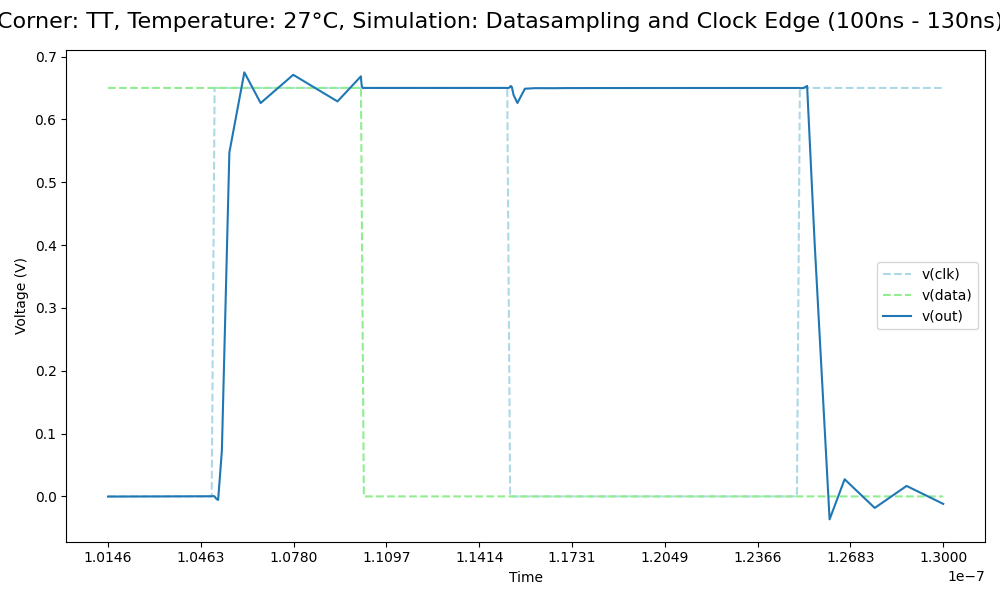 Corner: TT, Temperature: 27°C, Simulation: Datasampling and Clock Edge (100ns - 130ns)
0.7
0.6
0.5
0.4
0.3
0.2
0.1
0.0
Voltage (V)
v(clk)
v(data)
v(out)
1.0146 1.0463 1.0780 1.1097 1.1414 1.1731 1.2049 1.2366 1.2683 1.3000
1e−7
Time